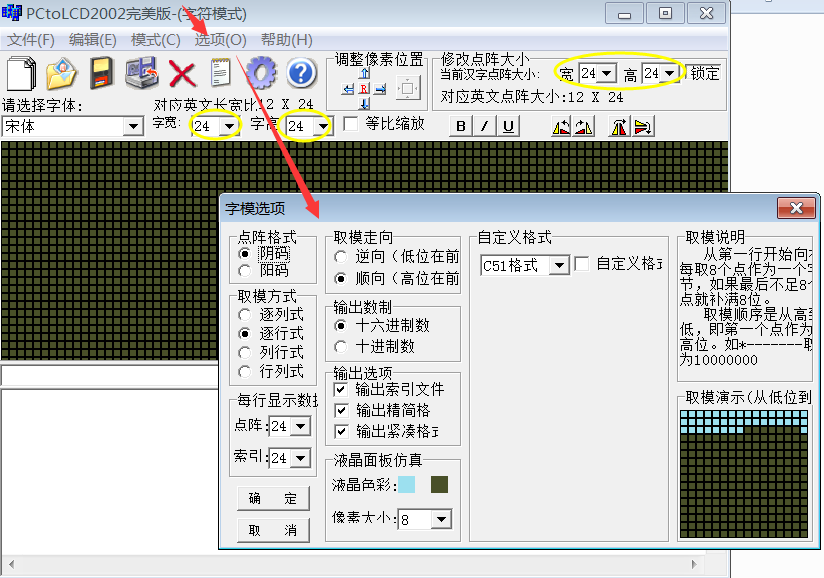 PCtoLCD2002完美版-(字符模式)
文件(F) 编辑(E) 模式(C) 选项(O) 帮助(H)
调整像素位置
修改点阵大小
当前汉字点阵大小: 宽 24 高 24 锁定
对应英文点阵大小:12 X 24
请选择字体: 对应英文长宽比12 X 24
宋体 字宽: 24 字高 24 等比缩放 B I U
字模选项
点阵格式
阴码
阳码
取模方式
逐列式
逐行式
列行式
行列式
每行显示数据
点阵:24
索引:24
确 定
取 消
取模走向
逆向(低位在前
顺向(高位在前
输出数制
十六进制数
十进制数
输出选项
输出索引文件
输出精简格
输出紧凑格式
液晶面板仿真
液晶色彩:
像素大小:8
自定义格式
C51格式 自定义格式
取模说明
从第一行开始向右
每取8个点作为一个字
节，如果最后不足8个
点就补满8位。
取模顺序是从高到
低，即第一个点作为最
高位。如*-------取
为10000000
取模演示(从低位到